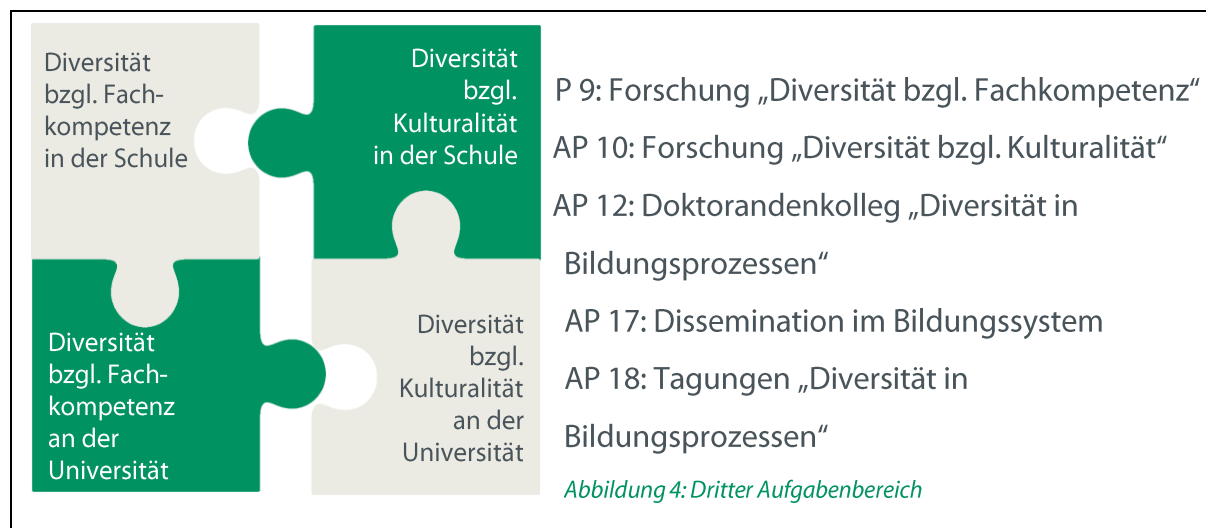 Diversität
bzgl. Fach-
kompetenz
in der Schule
Diversität
bzgl.
Kulturalität
in der Schule
Diversität
bzgl. Fach-
kompetenz
an der
Universität
Diversität
bzgl.
Kulturalität
an der
Universität
P 9: Forschung „Diversität bzgl. Fachkompetenz“
AP 10: Forschung „Diversität bzgl. Kulturalität“
AP 12: Doktorandenkolleg „Diversität in
Bildungsprozessen“
AP 17: Dissemination im Bildungssystem
AP 18: Tagungen „Diversität in
Bildungsprozessen“
Abbildung 4: Dritter Aufgabenbereich